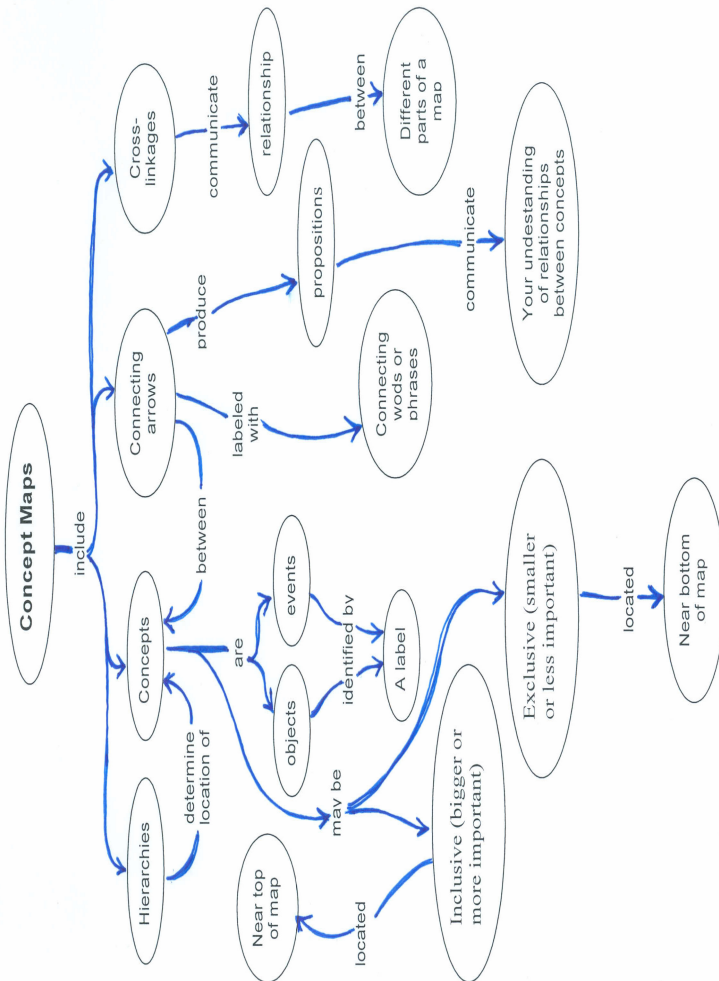 Concept Maps
include
Hierarchies
Concepts
Connecting
arrows
Cross-
linkages
determine
location of
between
produce
communicate
are
labeled
with
propositions
relationship
objects
events
between
Near top
of map
identified by
Connecting
wods or
phrases
Different
parts of a
map
may be
A label
located
communicate
Inclusive (bigger or
more important)
Exclusive (smaller
or less important)
Your undestanding
of relationships
between concepts
located
Near bottom
of map